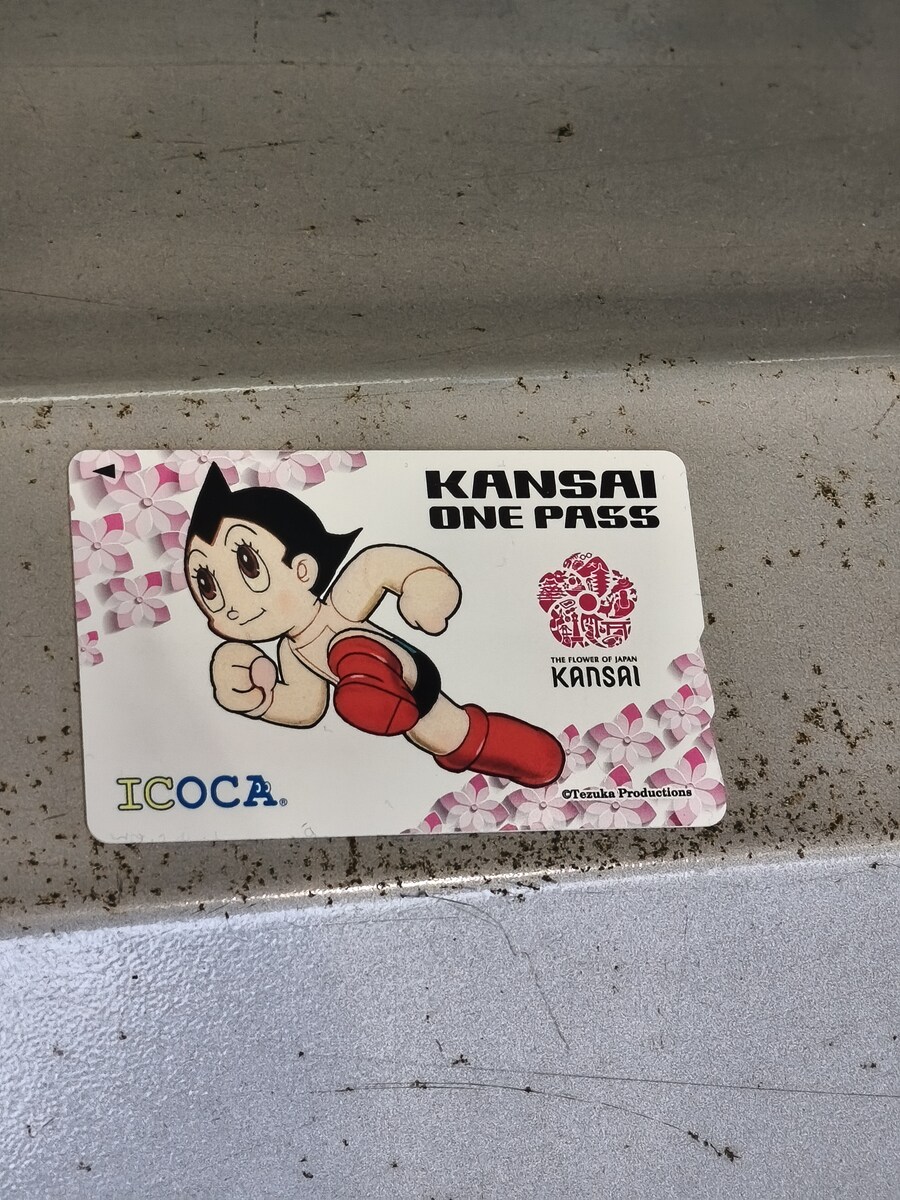 KANSAI
ONE PASS
THE FLOWER OF JAPAN
KANSAI
ICOCA®
©Tezuka Productions